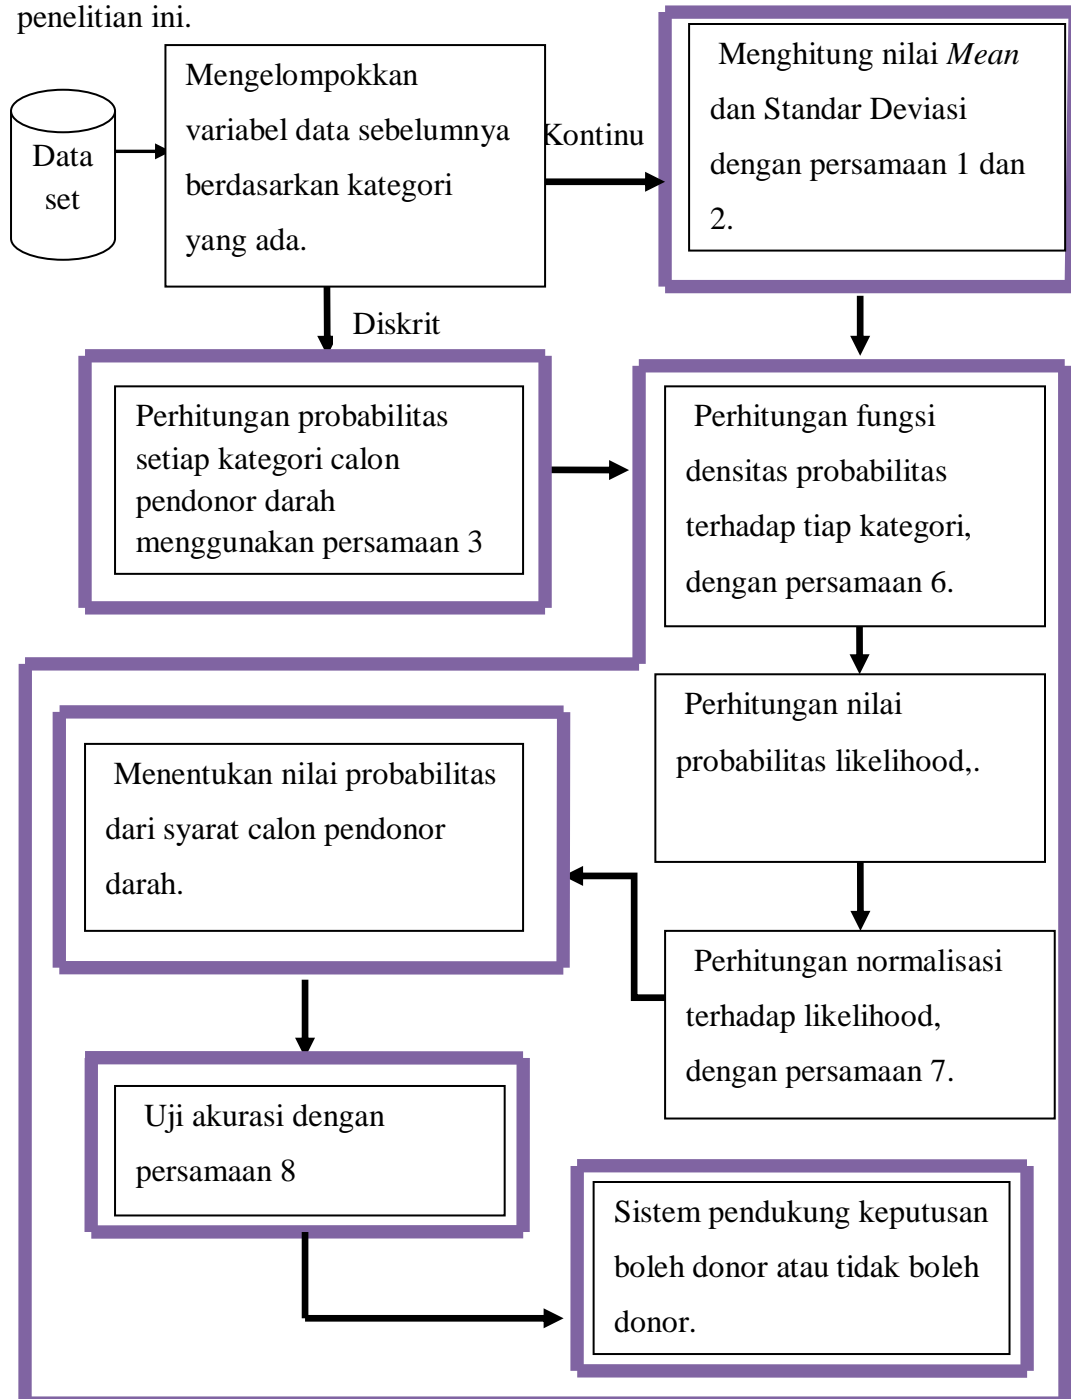 penelitian ini.
Data
set
Mengelompokkan
variabel data sebelumnya
berdasarkan kategori
yang ada.
Kontinu
Menghitung nilai Mean
dan Standar Deviasi
dengan persamaan 1 dan
2.
Diskrit
Perhitungan probabilitas
setiap kategori calon
pendonor darah
menggunakan persamaan 3
Perhitungan fungsi
densitas probabilitas
terhadap tiap kategori,
dengan persamaan 6.
Perhitungan nilai
probabilitas likelihood,.
Perhitungan normalisasi
terhadap likelihood,
dengan persamaan 7.
Menentukan nilai probabilitas
dari syarat calon pendonor
darah.
Uji akurasi dengan
persamaan 8
Sistem pendukung keputusan
boleh donor atau tidak boleh
donor.